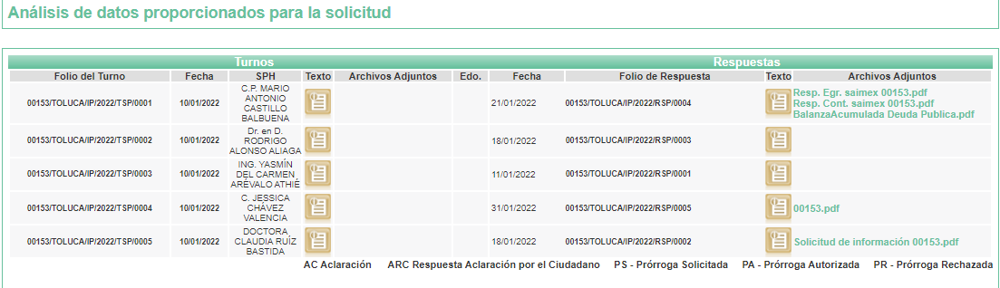 Análisis de datos proporcionados para la solicitud
Turnos Respuestas
Folio del Turno Fecha SPH Texto Archivos Adjuntos Edo. Fecha Folio de Respuesta Texto Archivos Adjuntos
00153/TOLUCA/IP/2022/TSP/0001 10/01/2022 C.P. MARIO ANTONIO CASTILLO BALBUENA 21/01/2022 00153/TOLUCA/IP/2022/RSP/0004 Resp. Egr. saimex 00153.pdf
Resp. Cont. saimex 00153.pdf
BalanzaAcumulada Deuda Publica.pdf
00153/TOLUCA/IP/2022/TSP/0002 10/01/2022 Dr. en D. RODRIGO ALONSO ALIAGA 18/01/2022 00153/TOLUCA/IP/2022/RSP/0003
00153/TOLUCA/IP/2022/TSP/0003 10/01/2022 ING. YASMÍN DEL CARMEN ARÉVALO ATHIÉ 11/01/2022 00153/TOLUCA/IP/2022/RSP/0001
00153/TOLUCA/IP/2022/TSP/0004 10/01/2022 C. JESSICA CHÁVEZ VALENCIA 31/01/2022 00153/TOLUCA/IP/2022/RSP/0005 00153.pdf
00153/TOLUCA/IP/2022/TSP/0005 10/01/2022 DOCTORA CLAUDIA RUÍZ BASTIDA 18/01/2022 00153/TOLUCA/IP/2022/RSP/0002 Solicitud de información 00153.pdf
AC Aclaración ARC Respuesta Aclaración por el Ciudadano PS - Prórroga Solicitada PA - Prórroga Autorizada PR - Prórroga Rechazada